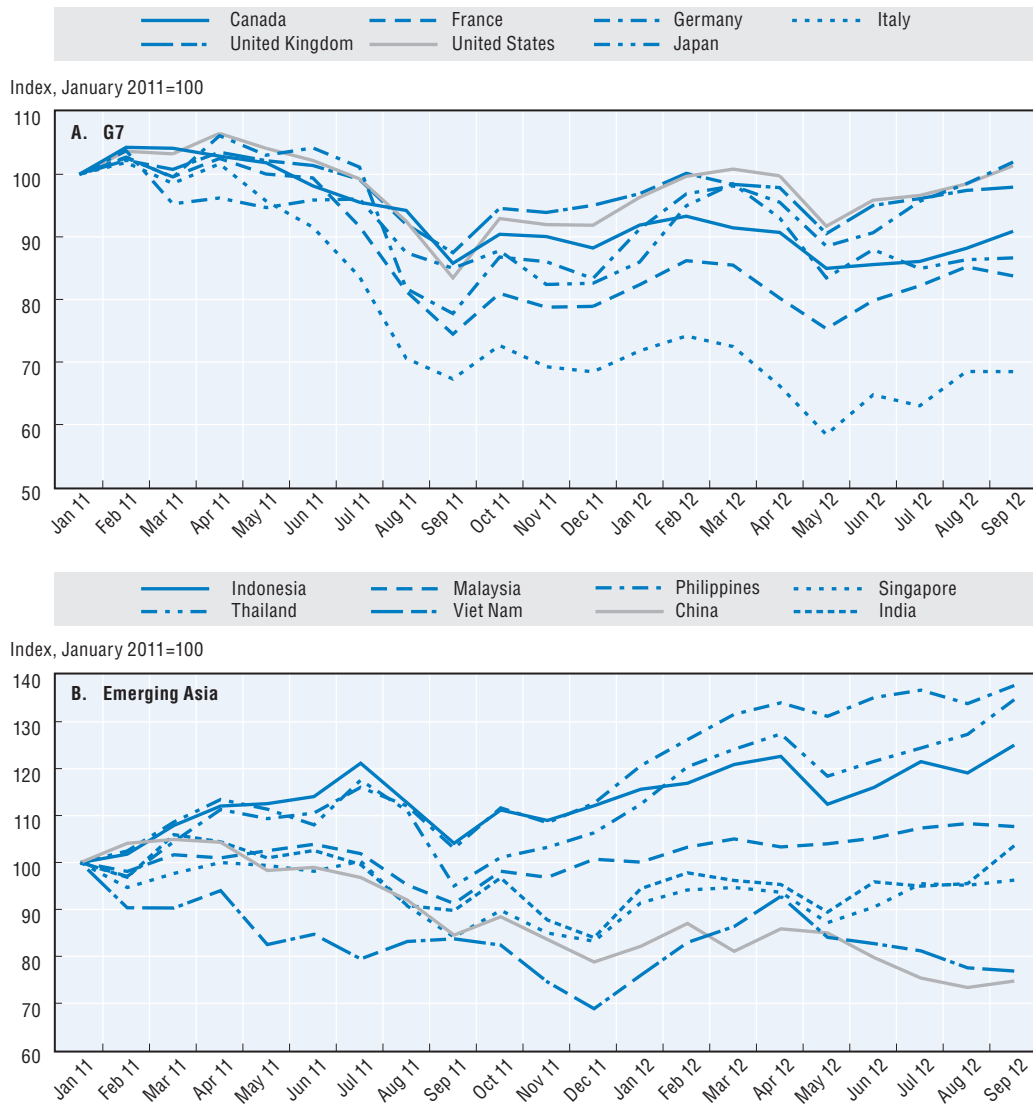 Canada France Germany Italy
United Kingdom United States Japan
Index, January 2011=100
110
A. G7
100
90
80
70
60
50
Jan 11 Feb 11 Mar 11 Apr 11 May 11 Jun 11 Jul 11 Aug 11 Sep 11 Oct 11 Nov 11 Dec 11 Jan 12 Feb 12 Mar 12 Apr 12 May 12 Jun 12 Jul 12 Aug 12 Sep 12
Indonesia Malaysia Philippines Singapore
Thailand Viet Nam China India
Index, January 2011=100
140
B. Emerging Asia
130
120
110
100
90
80
70
60
Jan 11 Feb 11 Mar 11 Apr 11 May 11 Jun 11 Jul 11 Aug 11 Sep 11 Oct 11 Nov 11 Dec 11 Jan 12 Feb 12 Mar 12 Apr 12 May 12 Jun 12 Jul 12 Aug 12 Sep 12